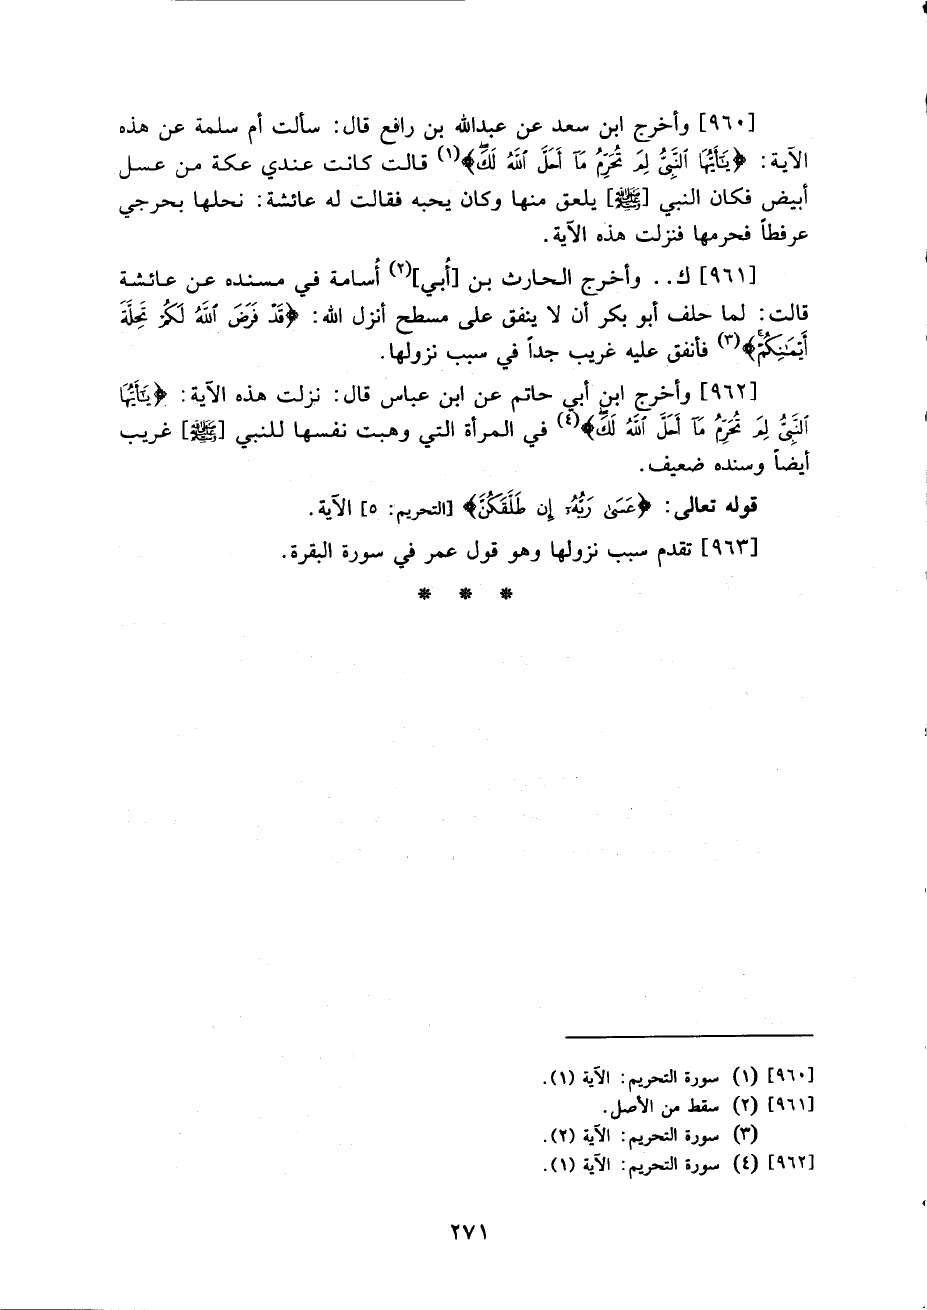 [٩٦٠] وأخرج ابن سعد عن عبدالله بن رافع قال: سألت أم سلمة عن هذه
الآية: ﴿يَٰٓأَيُّهَا ٱلنَّبِىُّ لِمَ تُحَرِّمُ مَآ أَحَلَّ ٱللَّهُ لَكَۖ﴾(١) قالت كانت عندي عكة من عسل
أبيض فكان النبي [ﷺ] يلعق منها وكان يحبه فقالت له عائشة: نحلها بحرجي
عرفطاً فحرمها فنزلت هذه الآية.
[٩٦١] ك.. وأخرج الحارث بن [أُبي](٢) أُسامة في مسنده عن عائشة
قالت: لما حلف أبو بكر أن لا ينفق على مسطح أنزل الله: ﴿قَدْ فَرَضَ ٱللَّهُ لَكُمْ تَحِلَّةَ
أَيْمَٰنِكُمْۚ﴾(٣) فأنفق عليه غريب جداً في سبب نزولها.
[٩٦٢] وأخرج ابن أبي حاتم عن ابن عباس قال: نزلت هذه الآية: ﴿يَٰٓأَيُّهَا
ٱلنَّبِىُّ لِمَ تُحَرِّمُ مَآ أَحَلَّ ٱللَّهُ لَكَۖ﴾(٤) في المرأة التي وهبت نفسها للنبي [ﷺ] غريب
أيضاً وسنده ضعيف.
قوله تعالى: ﴿عَسَىٰ رَبُّهُۥٓ إِن طَلَّقَكُنَّ﴾ [التحريم: ٥] الآية.
[٩٦٣] تقدم سبب نزولها وهو قول عمر في سورة البقرة.
* * *
[٩٦٠] (١) سورة التحريم: الآية (١).
[٩٦١] (٢) سقط من الأصل.
(٣) سورة التحريم: الآية (٢).
[٩٦٢] (٤) سورة التحريم: الآية (١).
٢٧١